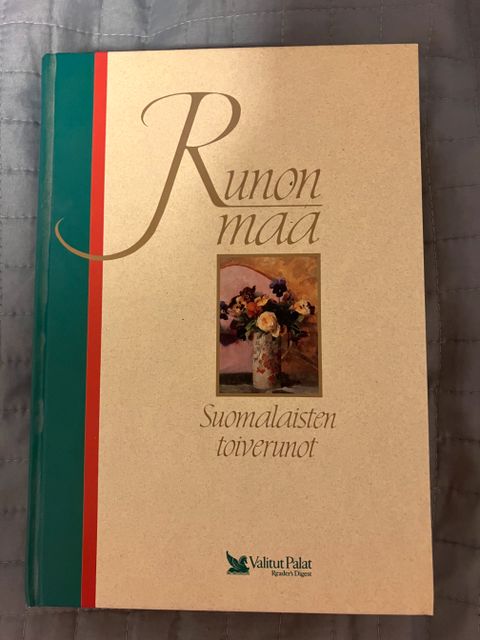 Runon
maa
Suomalaisten
toiverunot
Valitut Palat
Reader's Digest